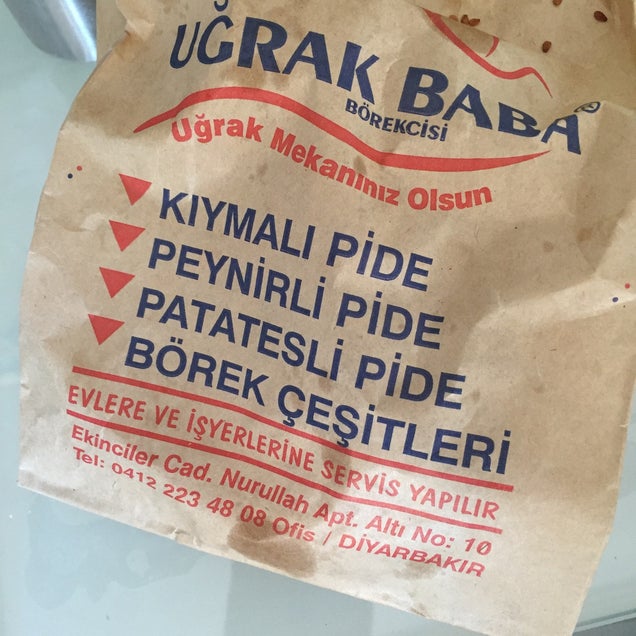 UĞRAK BABA®
BÖREKCİSİ
Uğrak Mekanınız Olsun
KIYMALI PİDE
PEYNİRLİ PİDE
PATATESLİ PİDE
BÖREK ÇEŞİTLERİ
EVLERE VE İŞYERLERİNE SERVİS YAPILIR
Ekinciler Cad. Nurullah Apt. Altı No: 10
Tel: 0412 223 48 08 Ofis / DİYARBAKIR